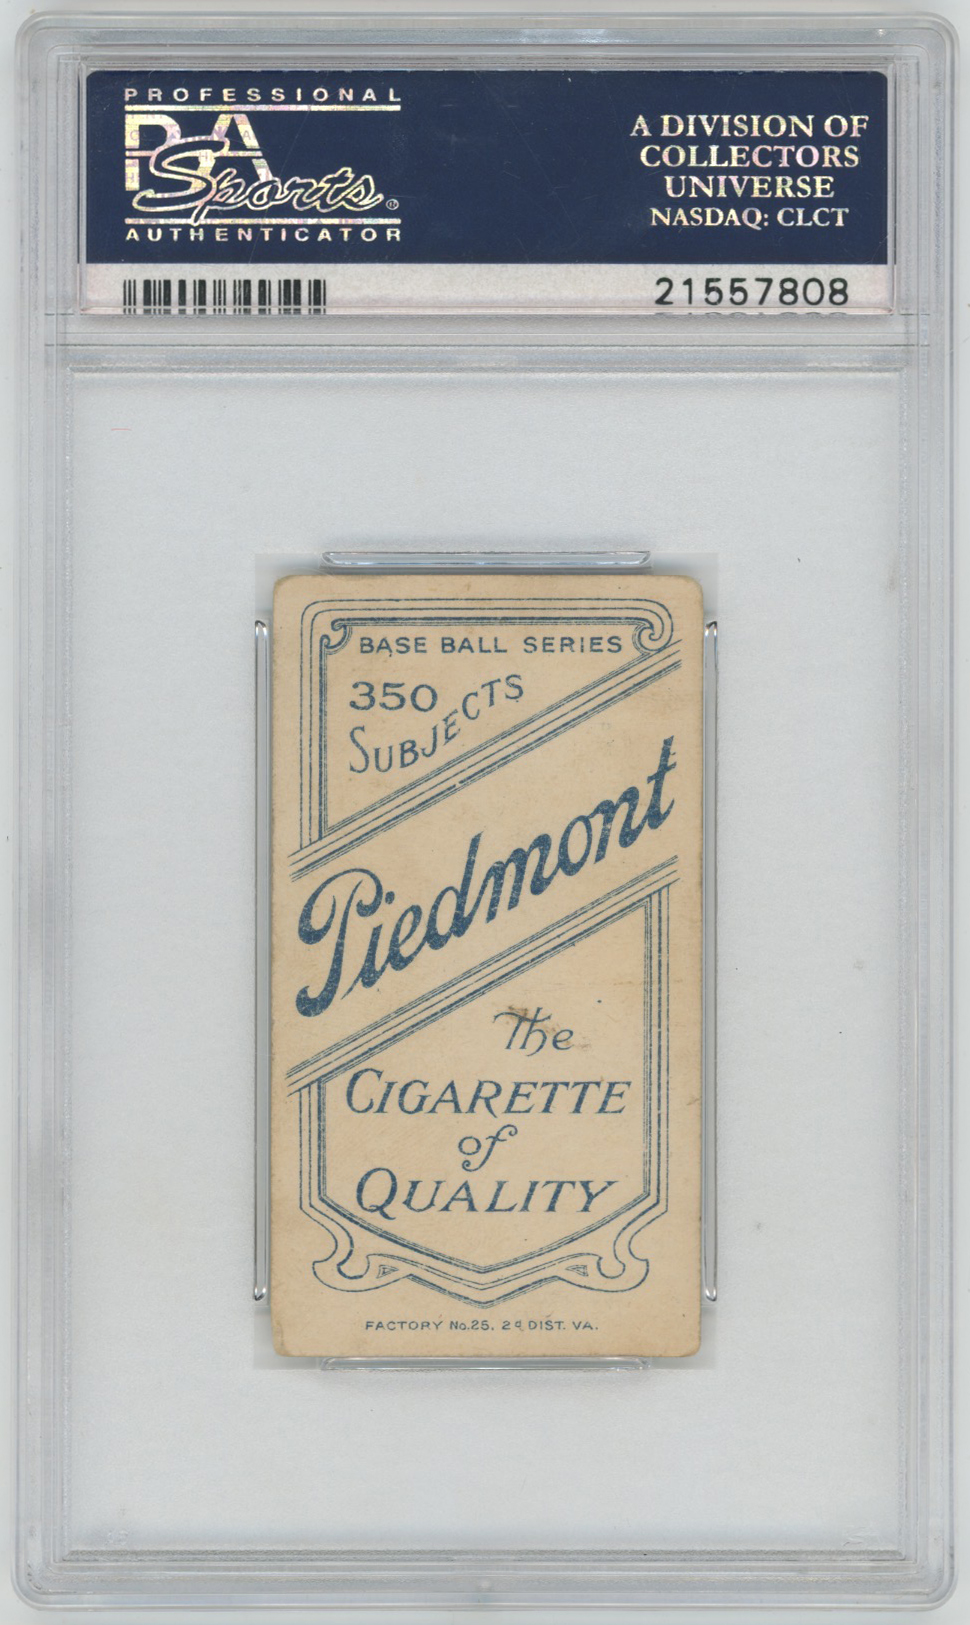 PROFESSIONAL
PSA
Sports®
AUTHENTICATOR
A DIVISION OF
COLLECTORS
UNIVERSE
NASDAQ: CLCT
21557808
BASE BALL SERIES
350
SUBJECTS
Piedmont
The
CIGARETTE
of
QUALITY
FACTORY No.25. 2d DIST. VA.